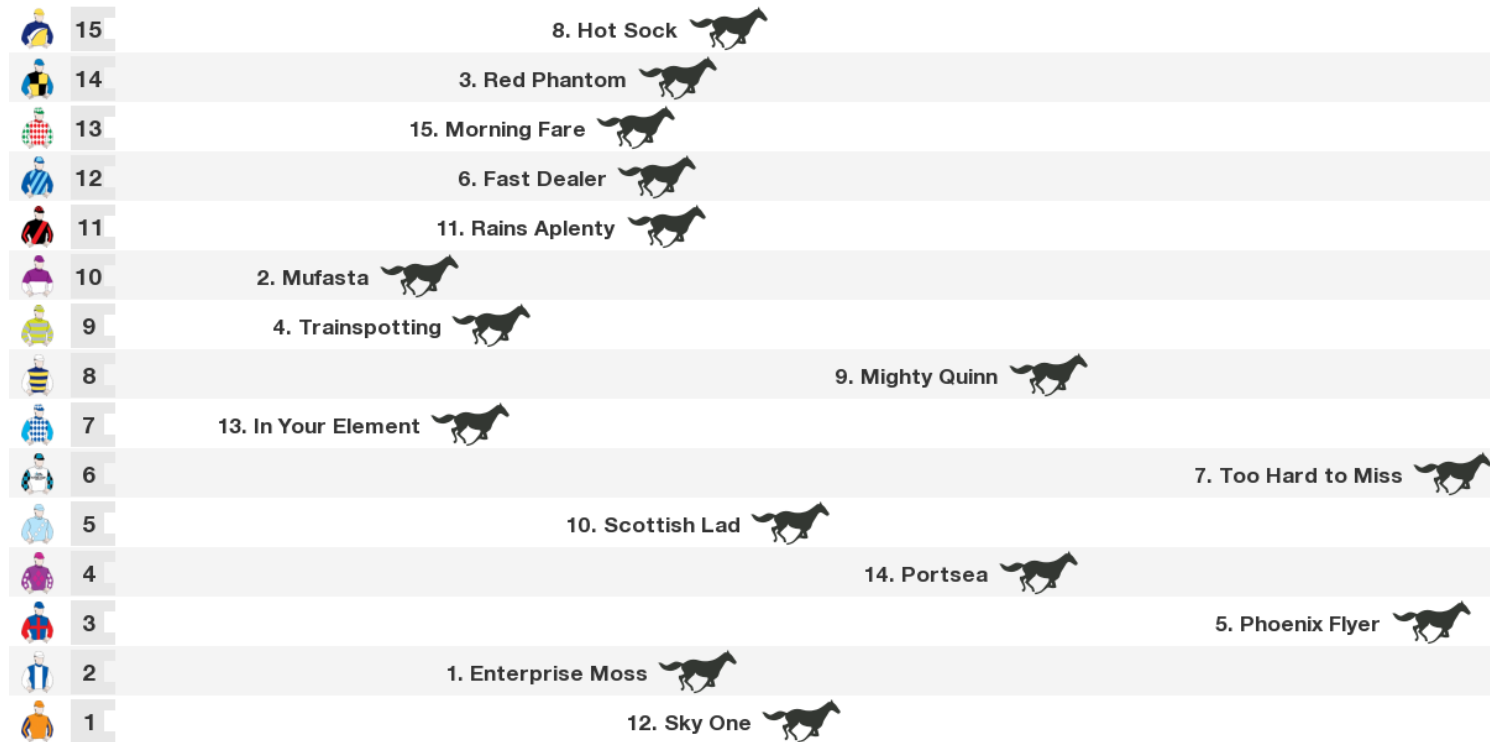 15 8. Hot Sock
14 3. Red Phantom
13 15. Morning Fare
12 6. Fast Dealer
11 11. Rains Aplenty
10 2. Mufasta
9 4. Trainspotting
8 9. Mighty Quinn
7 13. In Your Element
6 7. Too Hard to Miss
5 10. Scottish Lad
4 14. Portsea
3 5. Phoenix Flyer
2 1. Enterprise Moss
1 12. Sky One